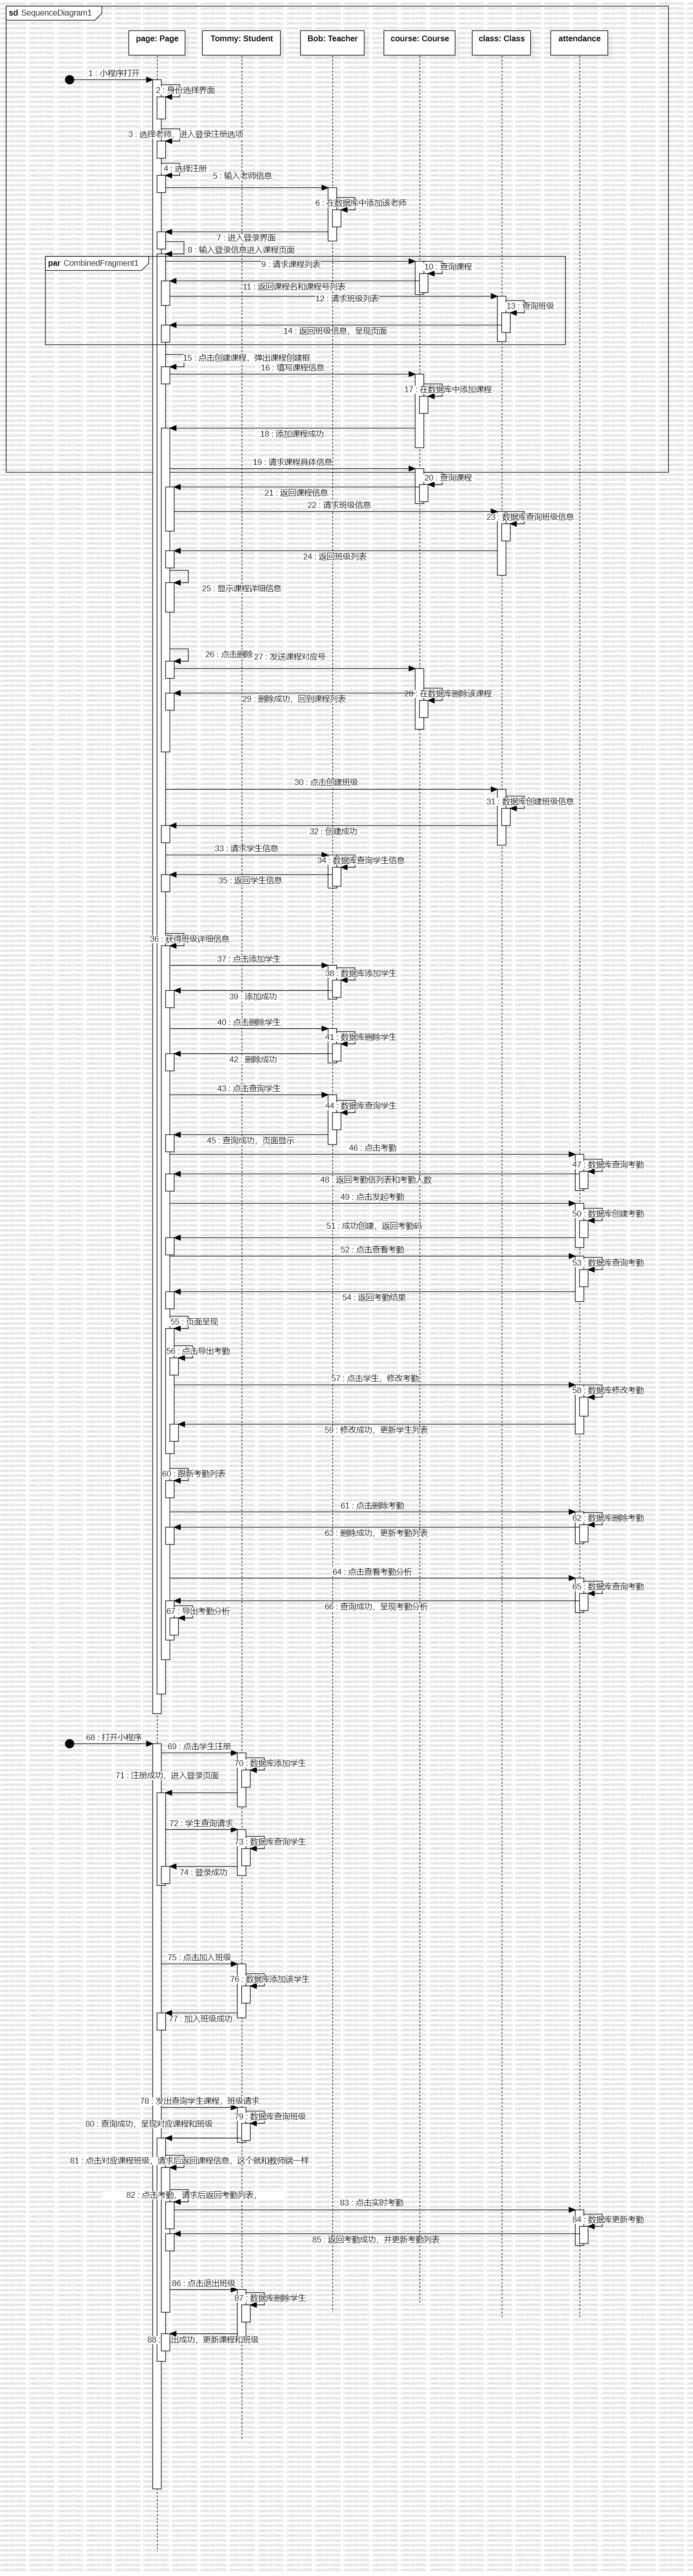 sd SequenceDiagram1
page: Page
Tommy: Student
Bob: Teacher
course: Course
class: Class
attendance
1 : 小程序打开
2 : 身份选择界面
3 : 选择老师，进入登录注册选项
4 : 选择注册
5 : 输入老师信息
6 : 在数据库中添加该老师
7 : 进入登录界面
8 : 输入登录信息进入课程页面
par CombinedFragment1
9 : 请求课程列表
10 : 查询课程
11 : 返回课程名和课程号列表
12 : 请求班级列表
13 : 查询班级
14 : 返回班级信息，呈现页面
15 : 点击创建课程，弹出课程创建框
16 : 填写课程信息
17 : 在数据库中添加课程
18 : 添加课程成功
19 : 请求课程具体信息
20 : 查询课程
21 : 返回课程信息
22 : 请求班级信息
23 : 数据库查询班级信息
24 : 返回班级列表
25 : 显示课程详细信息
26 : 点击删除
27 : 发送课程对应号
28 : 在数据库删除该课程
29 : 删除成功，回到课程列表
30 : 点击创建班级
31 : 数据库创建班级信息
32 : 创建成功
33 : 请求学生信息
34 : 数据库查询学生信息
35 : 返回学生信息
36 : 获得班级详细信息
37 : 点击添加学生
38 : 数据库添加学生
39 : 添加成功
40 : 点击删除学生
41 : 数据库删除学生
42 : 删除成功
43 : 点击查询学生
44 : 数据库查询学生
45 : 查询成功，页面显示
46 : 点击考勤
47 : 数据库查询考勤
48 : 返回考勤信列表和考勤人数
49 : 点击发起考勤
50 : 数据库创建考勤
51 : 成功创建，返回考勤码
52 : 点击查看考勤
53 : 数据库查询考勤
54 : 返回考勤结果
55 : 页面呈现
56 : 点击导出考勤
57 : 点击学生，修改考勤
58 : 数据库修改考勤
59 : 修改成功，更新学生列表
60 : 跟新考勤列表
61 : 点击删除考勤
62 : 数据库删除考勤
63 : 删除成功，更新考勤列表
64 : 点击查看考勤分析
65 : 数据库查询考勤
66 : 查询成功，呈现考勤分析
67 : 导出考勤分析
68 : 打开小程序
69 : 点击学生注册
70 : 数据库添加学生
71 : 注册成功，进入登录页面
72 : 学生查询请求
73 : 数据库查询学生
74 : 登录成功
75 : 点击加入班级
76 : 数据库添加该学生
77 : 加入班级成功
78 : 发出查询学生课程，班级请求
79 : 数据库查询班级
80 : 查询成功，呈现对应课程和班级
81 : 点击对应课程班级，请求后返回课程信息，这个就和教师端一样
82 : 点击考勤，请求后返回考勤列表，
83 : 点击实时考勤
84 : 数据库更新考勤
85 : 返回考勤成功，并更新考勤列表
86 : 点击退出班级
87 : 数据库删除学生
88 : 出成功，更新课程和班级